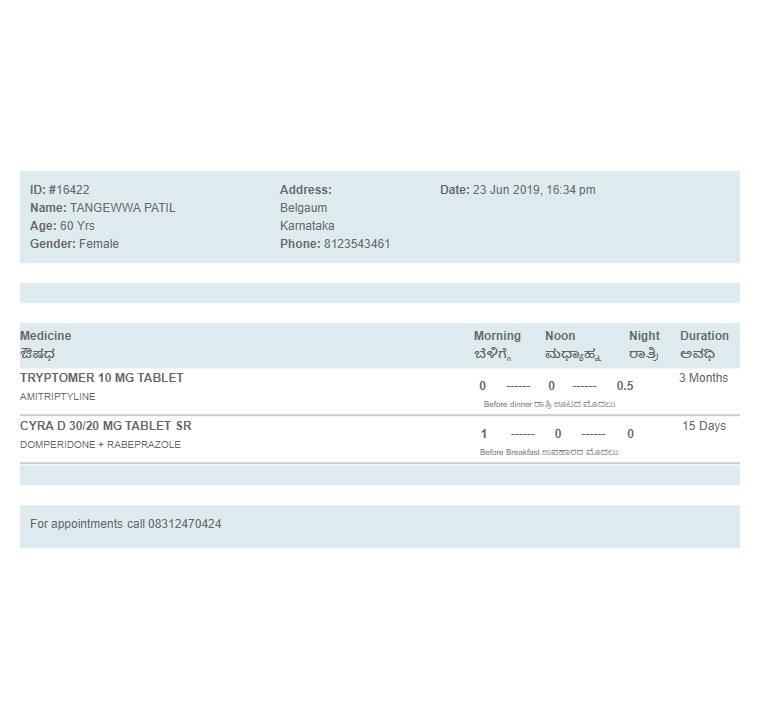 ID: #16422 Address: Date: 23 Jun 2019, 16:34 pm
Name: TANGEWWA PATIL Belgaum
Age: 60 Yrs Karnataka
Gender: Female Phone: 8123543461
Medicine Morning Noon Night Duration
ಔಷಧ ಬೆಳಿಗ್ಗೆ ಮಧ್ಯಾಹ್ನ ರಾತ್ರಿ ಅವಧಿ
TRYPTOMER 10 MG TABLET 0 ------ 0 ------ 0.5 3 Months
AMITRIPTYLINE Before dinner ರಾತ್ರಿ ಊಟದ ಮೊದಲು
CYRA D 30/20 MG TABLET SR 1 ------ 0 ------ 0 15 Days
DOMPERIDONE + RABEPRAZOLE Before Breakfast ಉಪಹಾರದ ಮೊದಲು
For appointments call 08312470424